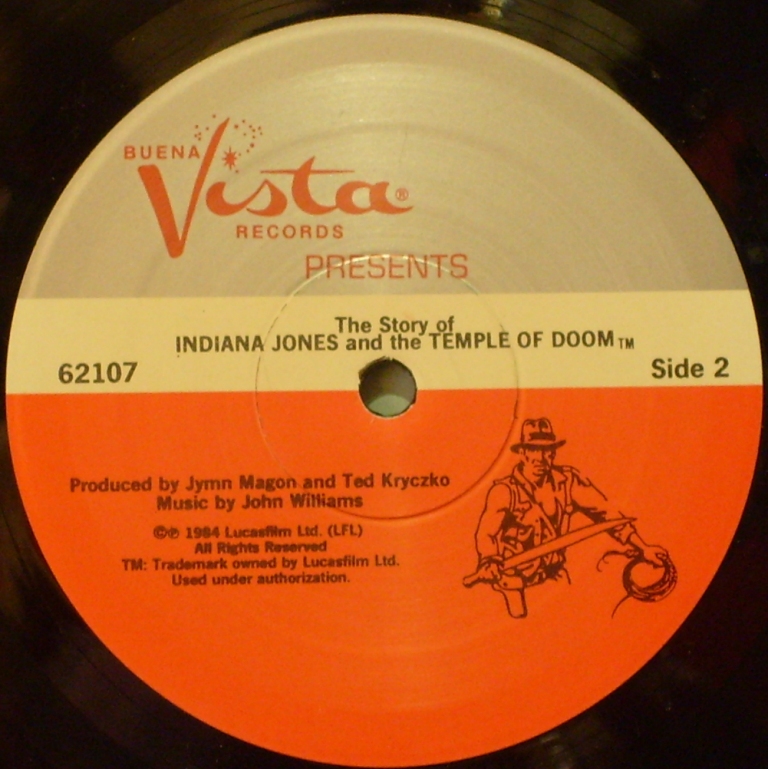 BUENA
Vista®
RECORDS
PRESENTS
The Story of
INDIANA JONES and the TEMPLE OF DOOM™
62107
Side 2
Produced by Jymn Magon and Ted Kryczko
Music by John Williams
©℗ 1984 Lucasfilm Ltd. (LFL)
All Rights Reserved
TM: Trademark owned by Lucasfilm Ltd.
Used under authorization.